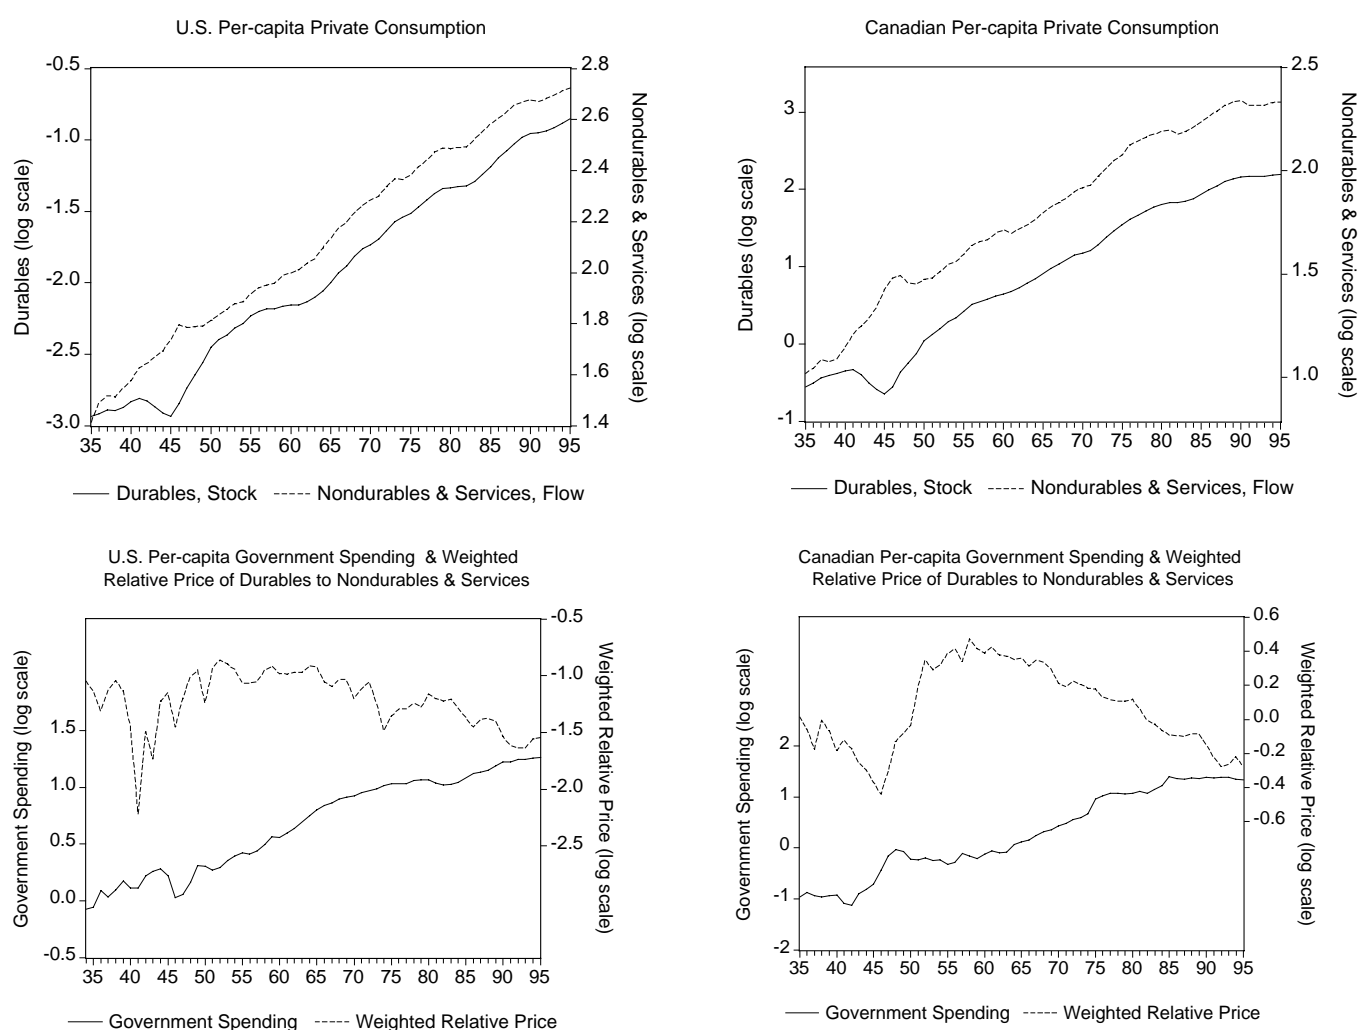 U.S. Per-capita Private Consumption
-0.5
-1.0
-1.5
-2.0
-2.5
-3.0
2.8
2.6
2.4
2.2
2.0
1.8
1.6
1.4
35 40 45 50 55 60 65 70 75 80 85 90 95
Durables (log scale)
Nondurables & Services (log scale)
Durables, Stock Nondurables & Services, Flow
Canadian Per-capita Private Consumption
3
2
1
0
-1
2.5
2.0
1.5
1.0
35 40 45 50 55 60 65 70 75 80 85 90 95
Durables (log scale)
Nondurables & Services (log scale)
Durables, Stock Nondurables & Services, Flow
U.S. Per-capita Government Spending & Weighted
Relative Price of Durables to Nondurables & Services
1.5
1.0
0.5
0.0
-0.5
-0.5
-1.0
-1.5
-2.0
-2.5
35 40 45 50 55 60 65 70 75 80 85 90 95
Government Spending (log scale)
Weighted Relative Price (log scale)
Government Spending Weighted Relative Price
Canadian Per-capita Government Spending & Weighted
Relative Price of Durables to Nondurables & Services
2
1
0
-1
-2
0.6
0.4
0.2
0.0
-0.2
-0.4
-0.6
35 40 45 50 55 60 65 70 75 80 85 90 95
Government Spending (log scale)
Weighted Relative Price (log scale)
Government Spending Weighted Relative Price